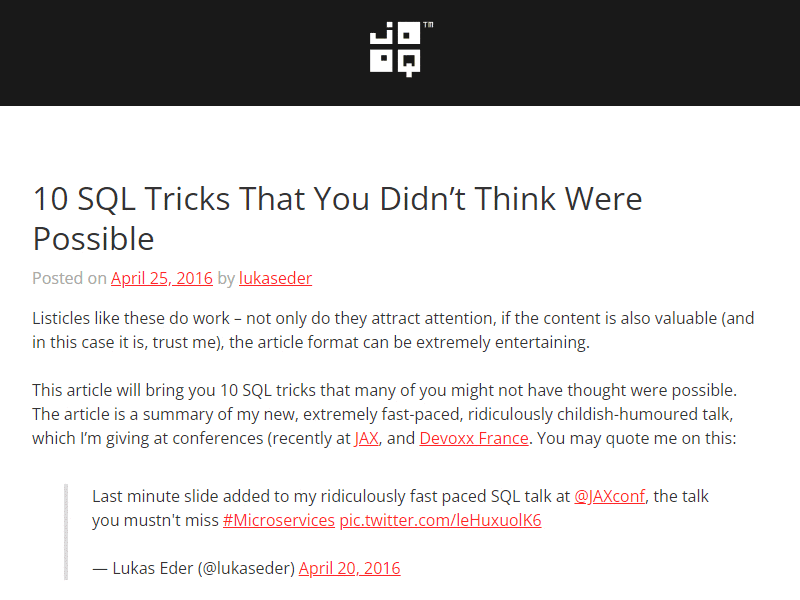 JOOQ™
10 SQL Tricks That You Didn’t Think Were
Possible
Posted on April 25, 2016 by lukaseder
Listicles like these do work – not only do they attract attention, if the content is also valuable (and
in this case it is, trust me), the article format can be extremely entertaining.
This article will bring you 10 SQL tricks that many of you might not have thought were possible.
The article is a summary of my new, extremely fast-paced, ridiculously childish-humoured talk,
which I’m giving at conferences (recently at JAX, and Devoxx France. You may quote me on this:
Last minute slide added to my ridiculously fast paced SQL talk at @JAXconf, the talk
you mustn't miss #Microservices pic.twitter.com/leHuxuolK6
— Lukas Eder (@lukaseder) April 20, 2016